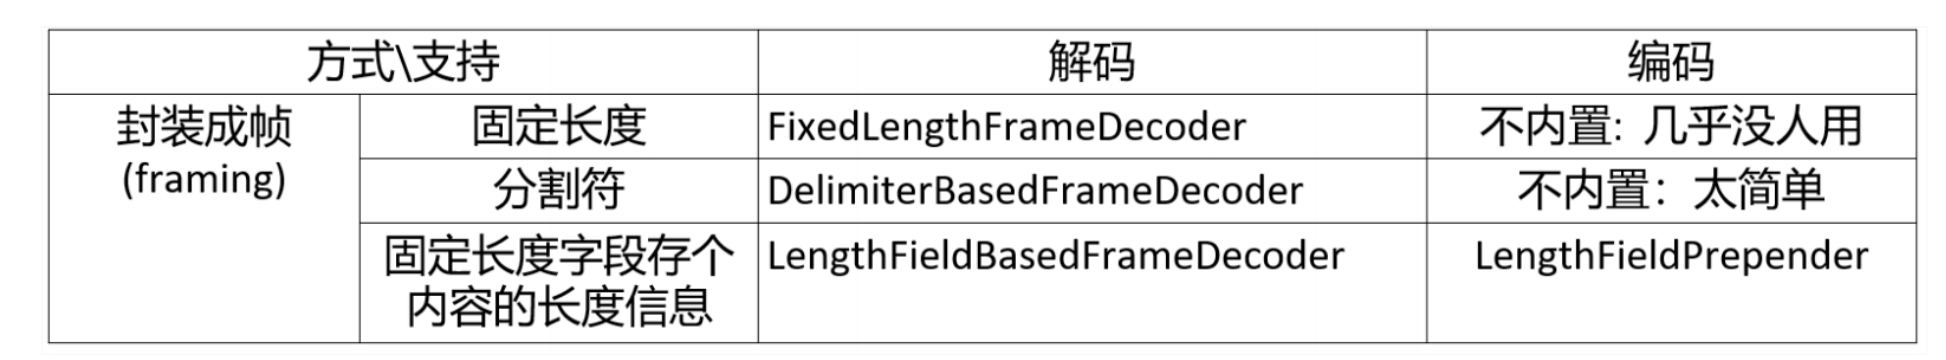 方式\支持
解码
编码
封装成帧
(framing)
固定长度
FixedLengthFrameDecoder
不内置: 几乎没人用
分割符
DelimiterBasedFrameDecoder
不内置：太简单
固定长度字段存个
内容的长度信息
LengthFieldBasedFrameDecoder
LengthFieldPrepender